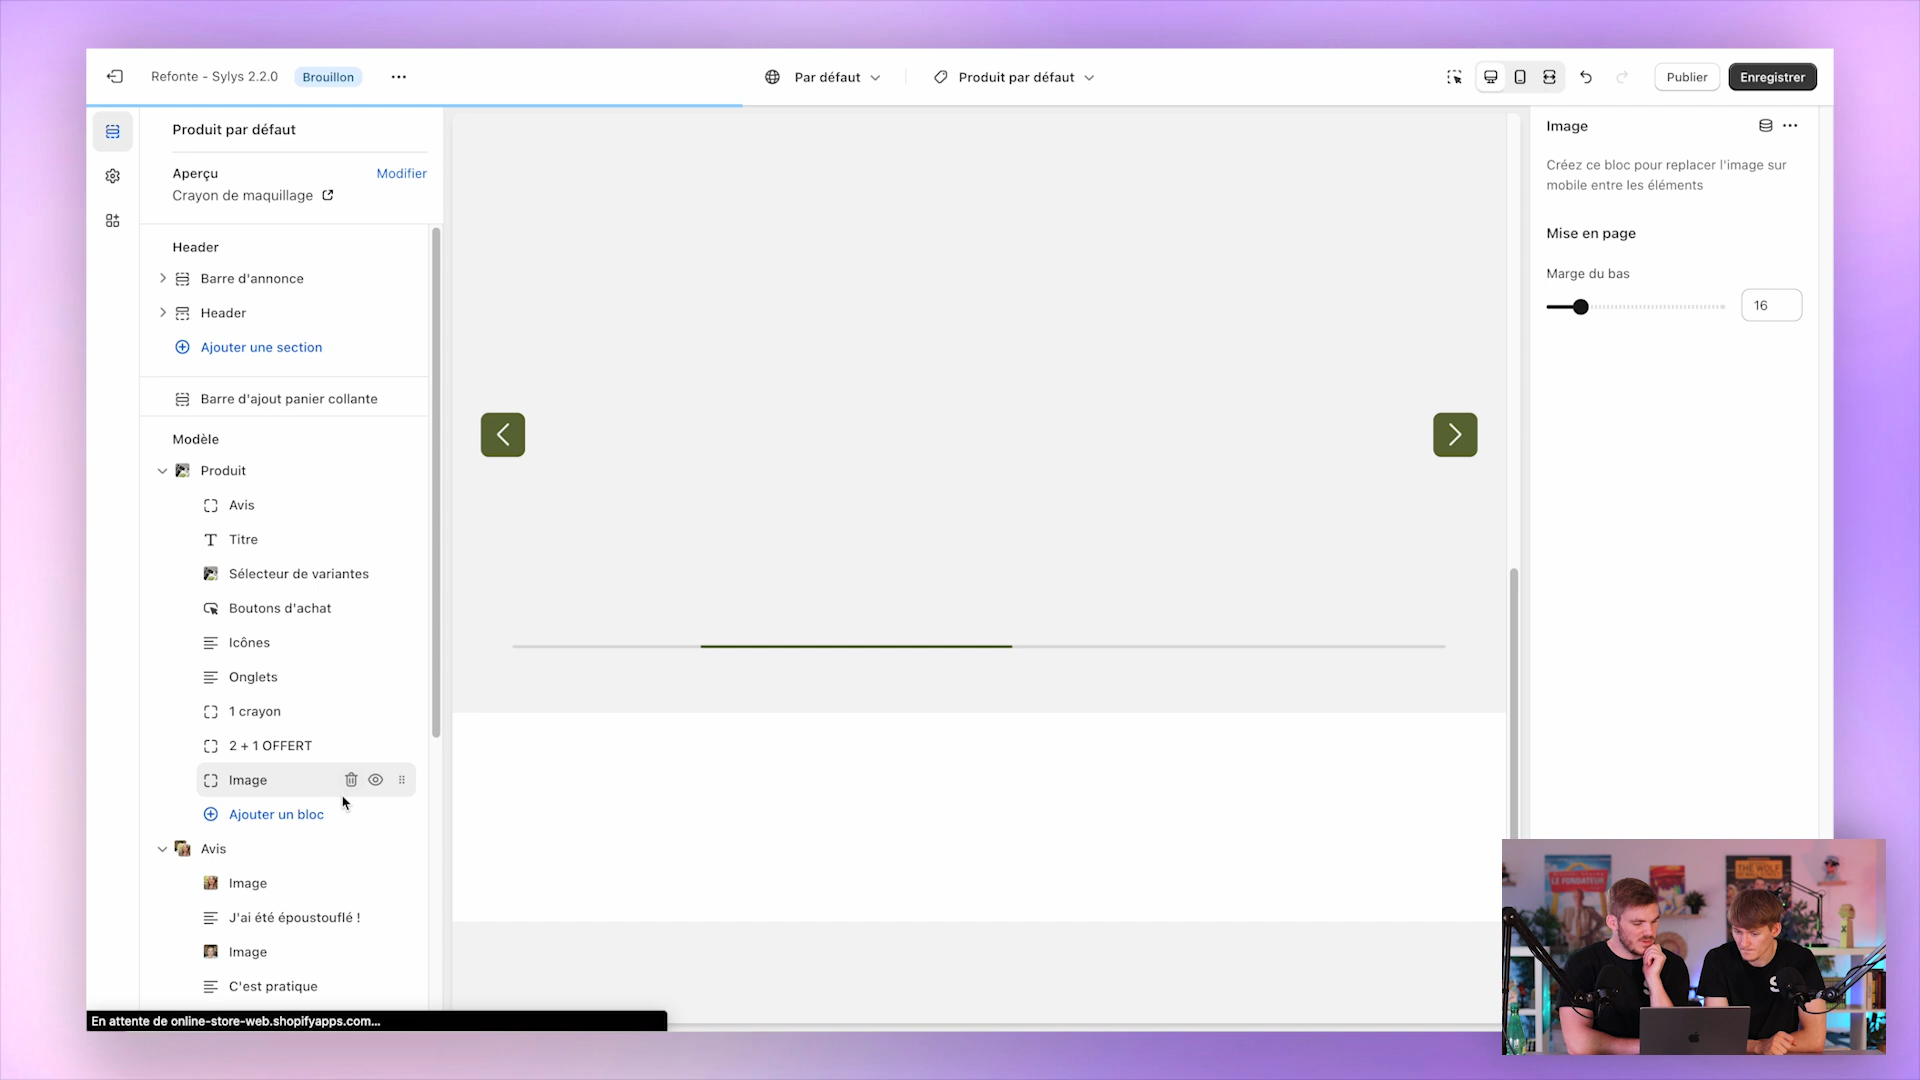 Refonte - Sylys 2.2.0
Brouillon
Par défaut
Produit par défaut
Publier
Enregistrer
Produit par défaut
Aperçu
Modifier
Crayon de maquillage
Header
Barre d'annonce
Header
Ajouter une section
Barre d'ajout panier collante
Modèle
Produit
Avis
Titre
Sélecteur de variantes
Boutons d'achat
Icônes
Onglets
1 crayon
2 + 1 OFFERT
Image
Ajouter un bloc
Avis
Image
J'ai été époustouflé !
Image
C'est pratique
En attente de online-store-web.shopifyapps.com...
Image
Créez ce bloc pour replacer l'image sur
mobile entre les éléments
Mise en page
Marge du bas
16
LE FONDATEUR
THE WOLF